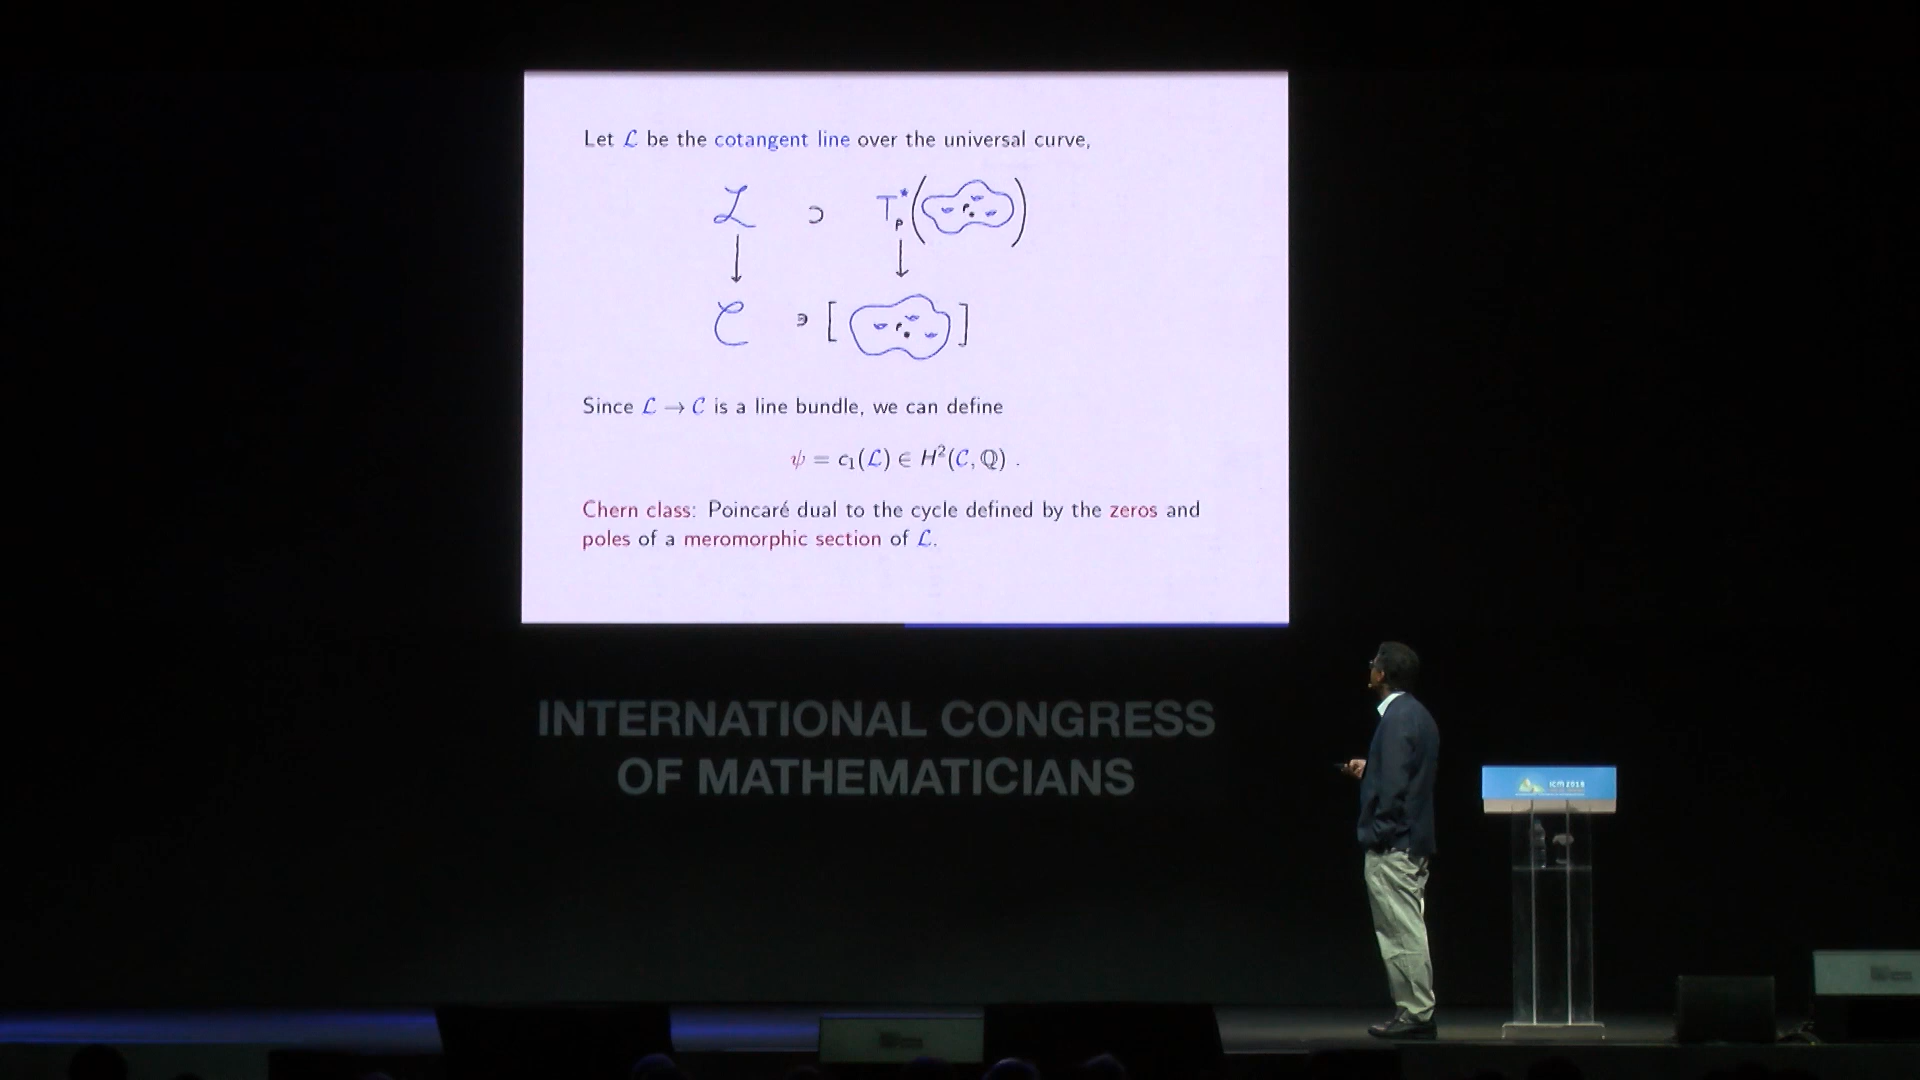 Let ℒ be the cotangent line over the universal curve,
ℒ ⊃ T*ₚ( p )
𝒞 ∋ [ p ]
Since ℒ → 𝒞 is a line bundle, we can define
ψ = c₁(ℒ) ∈ H²(𝒞, ℚ) .
Chern class: Poincaré dual to the cycle defined by the zeros and
poles of a meromorphic section of ℒ.
INTERNATIONAL CONGRESS
OF MATHEMATICIANS
ICM 2018